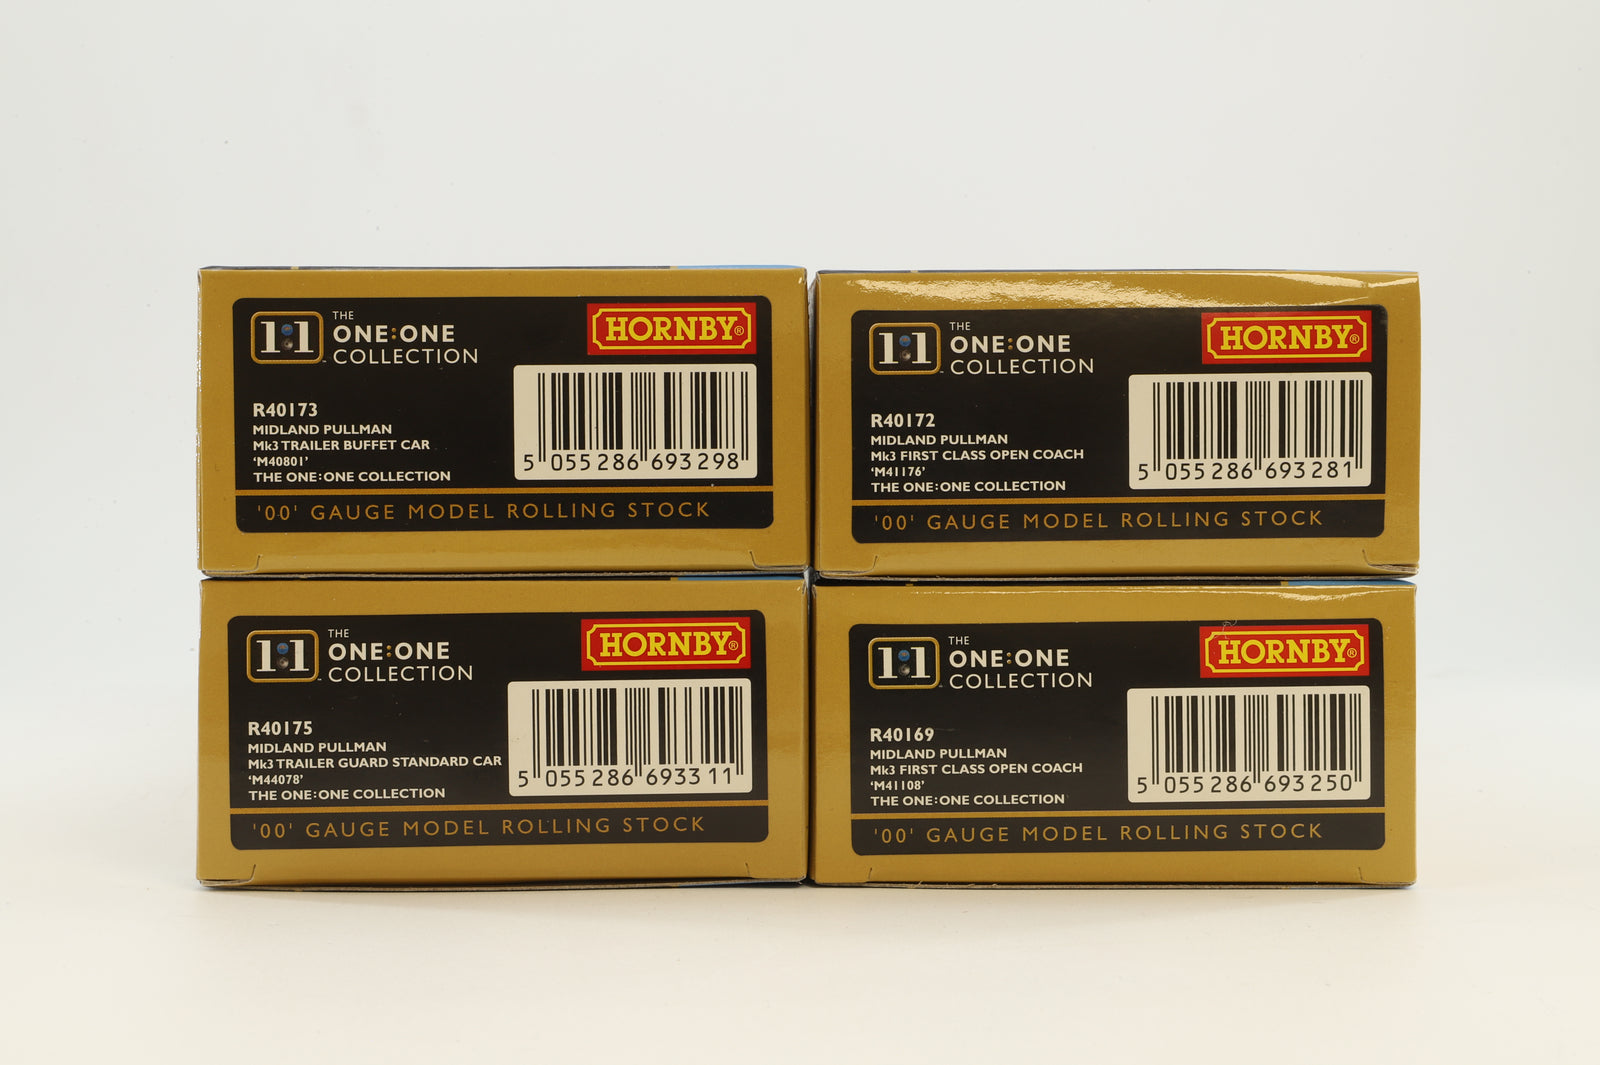 1:1
THE
ONE:ONE
COLLECTION
HORNBY®
R40173
MIDLAND PULLMAN
Mk3 TRAILER BUFFET CAR
'M40801'
THE ONE:ONE COLLECTION
5 055286 693298
'00' GAUGE MODEL ROLLING STOCK
1:1
THE
ONE:ONE
COLLECTION
HORNBY®
R40172
MIDLAND PULLMAN
Mk3 FIRST CLASS OPEN COACH
'M41176'
THE ONE:ONE COLLECTION
5 055286 693281
'00' GAUGE MODEL ROLLING STOCK
1:1
THE
ONE:ONE
COLLECTION
HORNBY®
R40175
MIDLAND PULLMAN
Mk3 TRAILER GUARD STANDARD CAR
'M44078'
THE ONE:ONE COLLECTION
5 055286 693311
'00' GAUGE MODEL ROLLING STOCK
1:1
THE
ONE:ONE
COLLECTION
HORNBY®
R40169
MIDLAND PULLMAN
Mk3 FIRST CLASS OPEN COACH
'M41108'
THE ONE:ONE COLLECTION
5 055286 693250
'00' GAUGE MODEL ROLLING STOCK